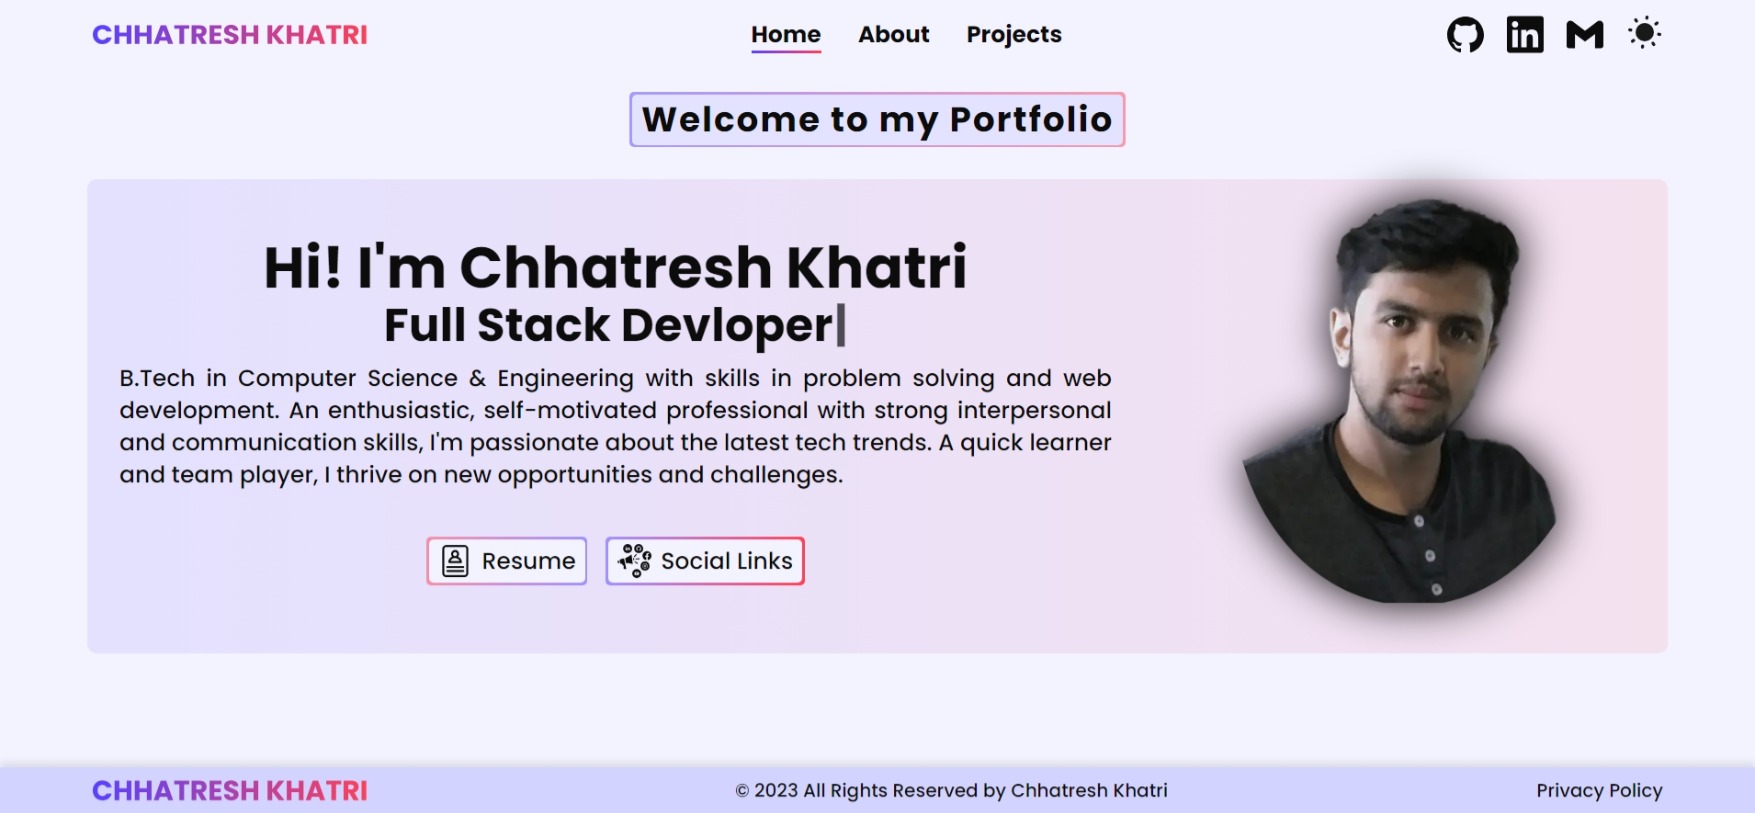 CHHATRESH KHATRI
Home About Projects
Welcome to my Portfolio
Hi! I'm Chhatresh Khatri
Full Stack Devloper
B.Tech in Computer Science & Engineering with skills in problem solving and web
development. An enthusiastic, self-motivated professional with strong interpersonal
and communication skills, I'm passionate about the latest tech trends. A quick learner
and team player, I thrive on new opportunities and challenges.
Resume Social Links
CHHATRESH KHATRI
© 2023 All Rights Reserved by Chhatresh Khatri
Privacy Policy